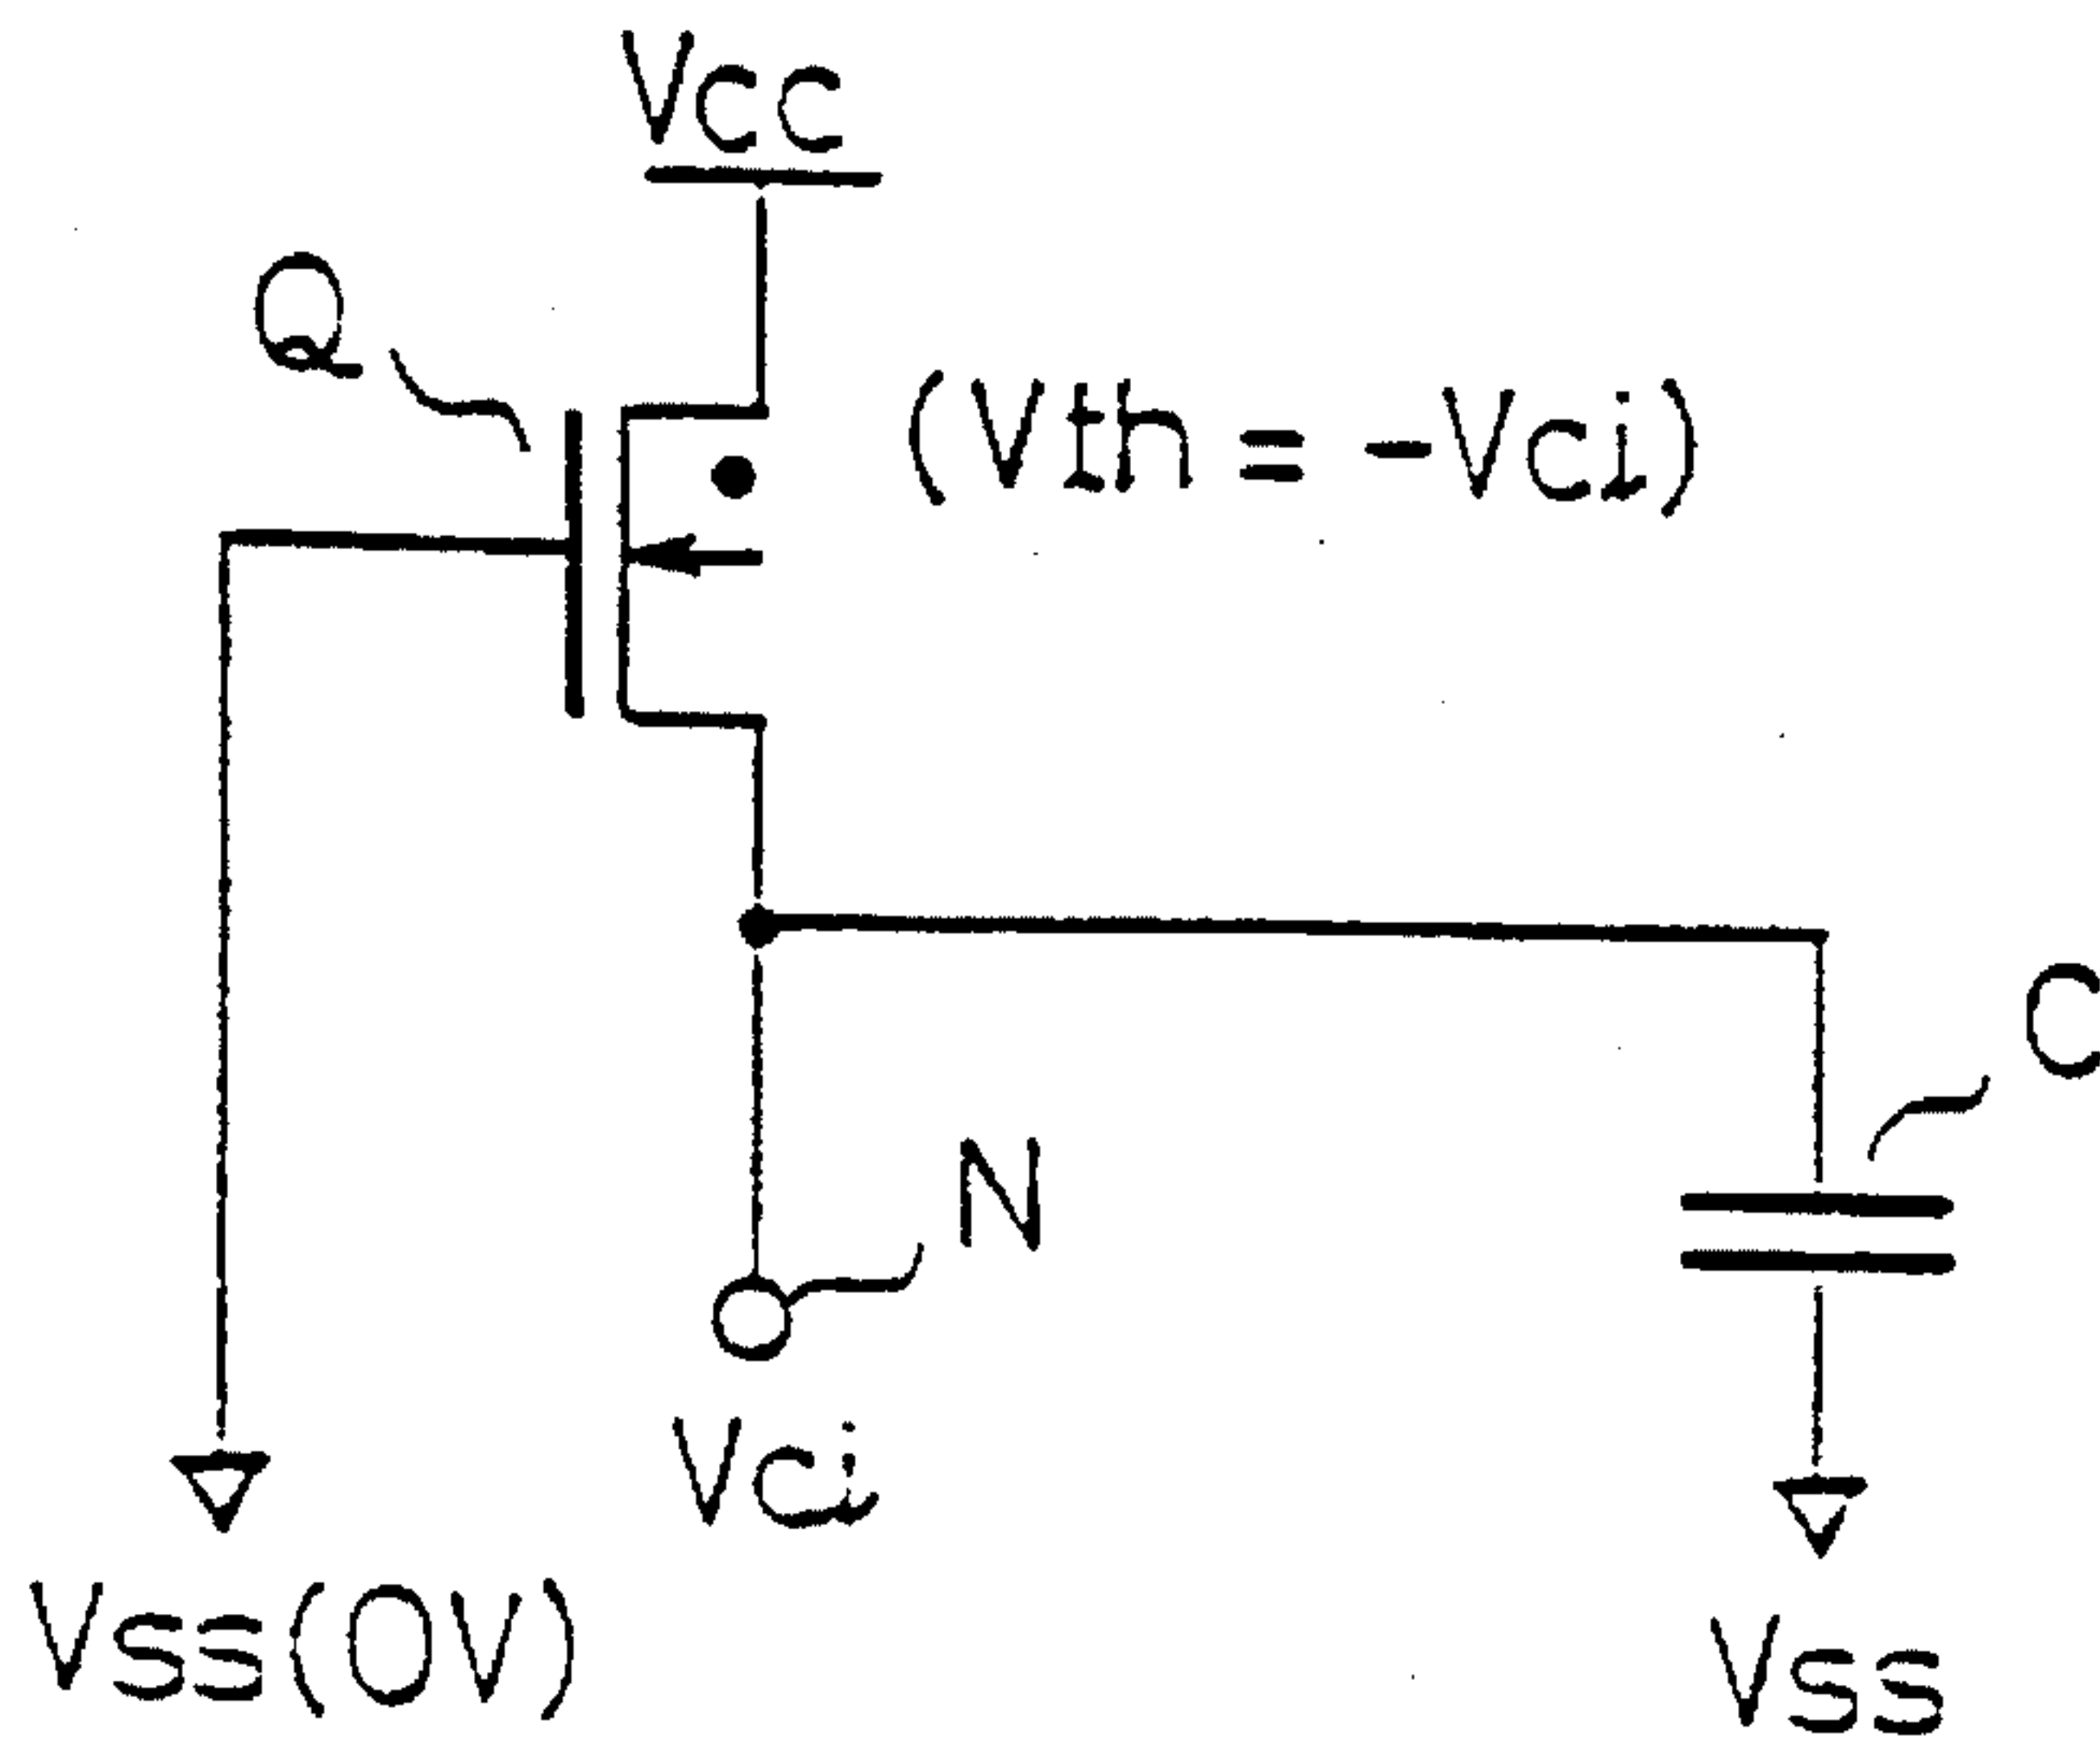 Vcc
Q
(Vth = -Vci)
C
N
Vci
Vss(0V)
Vss